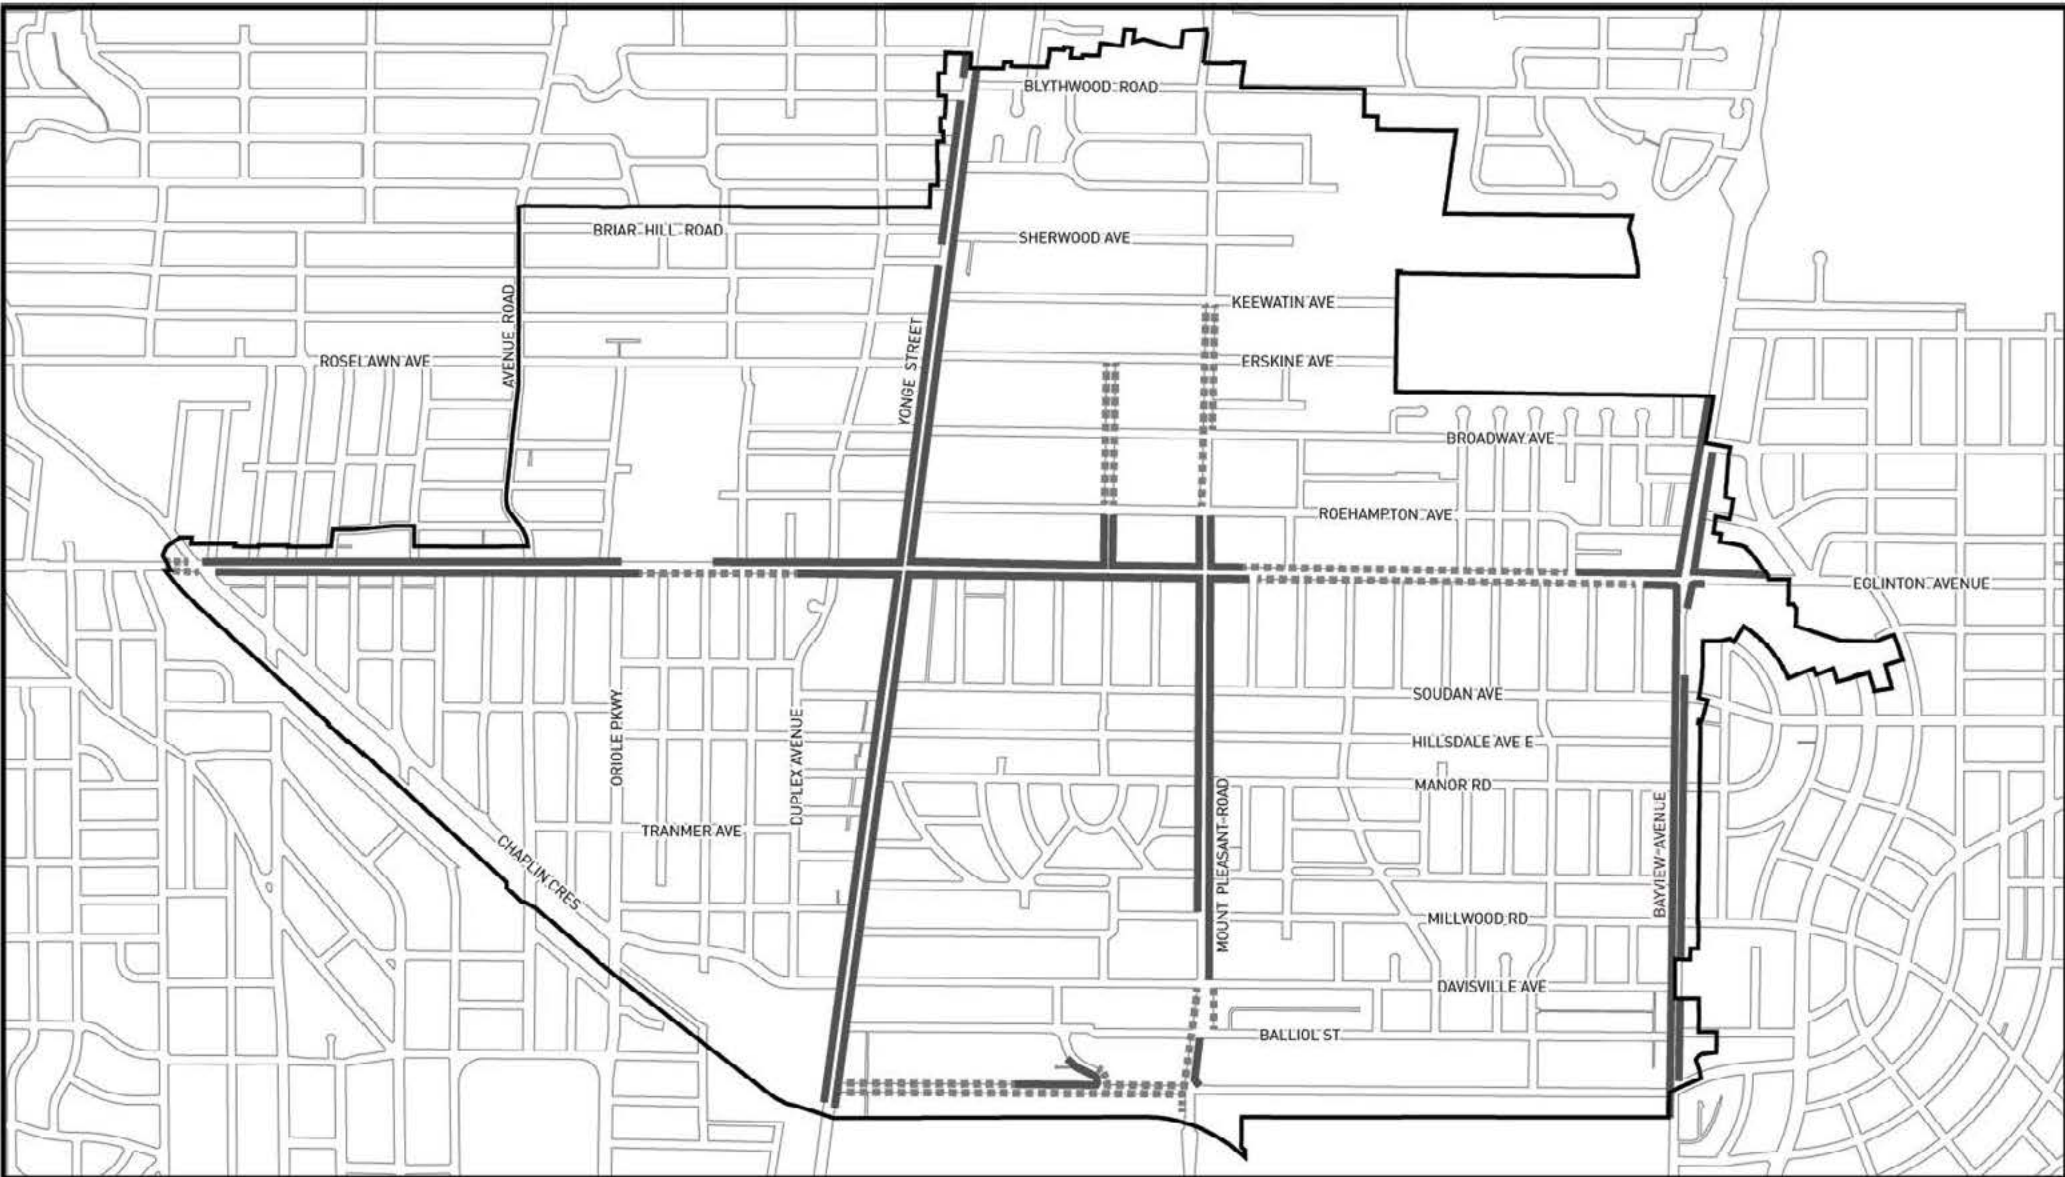 BLYTHWOOD ROAD
BRIAR HILL ROAD
SHERWOOD AVE
AVENUE ROAD
KEEWATIN AVE
YONGE STREET
ROSELAWN AVE
ERSKINE AVE
BROADWAY AVE
ROEHAMPTON AVE
EGLINTON AVENUE
SOUDAN AVE
ORIOLE PKWY
DUPLEX AVENUE
HILLSDALE AVE E
MANOR RD
MOUNT PLEASANT ROAD
BAYVIEW AVENUE
TRANMER AVE
CHAPLIN CRES
MILLWOOD RD
DAVISVILLE AVE
BALLIOL ST